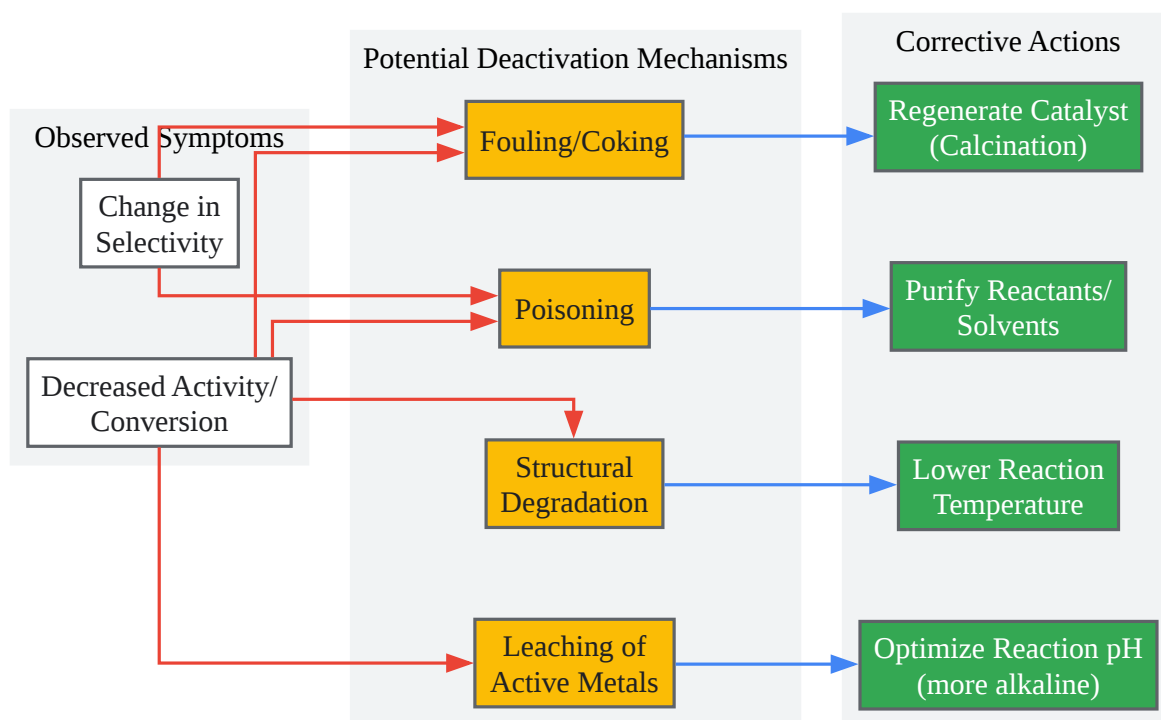 Observed Symptoms
Change in
Selectivity
Decreased Activity/
Conversion
Potential Deactivation Mechanisms
Fouling/Coking
Poisoning
Structural
Degradation
Leaching of
Active Metals
Corrective Actions
Regenerate Catalyst
(Calcination)
Purify Reactants/
Solvents
Lower Reaction
Temperature
Optimize Reaction pH
(more alkaline)